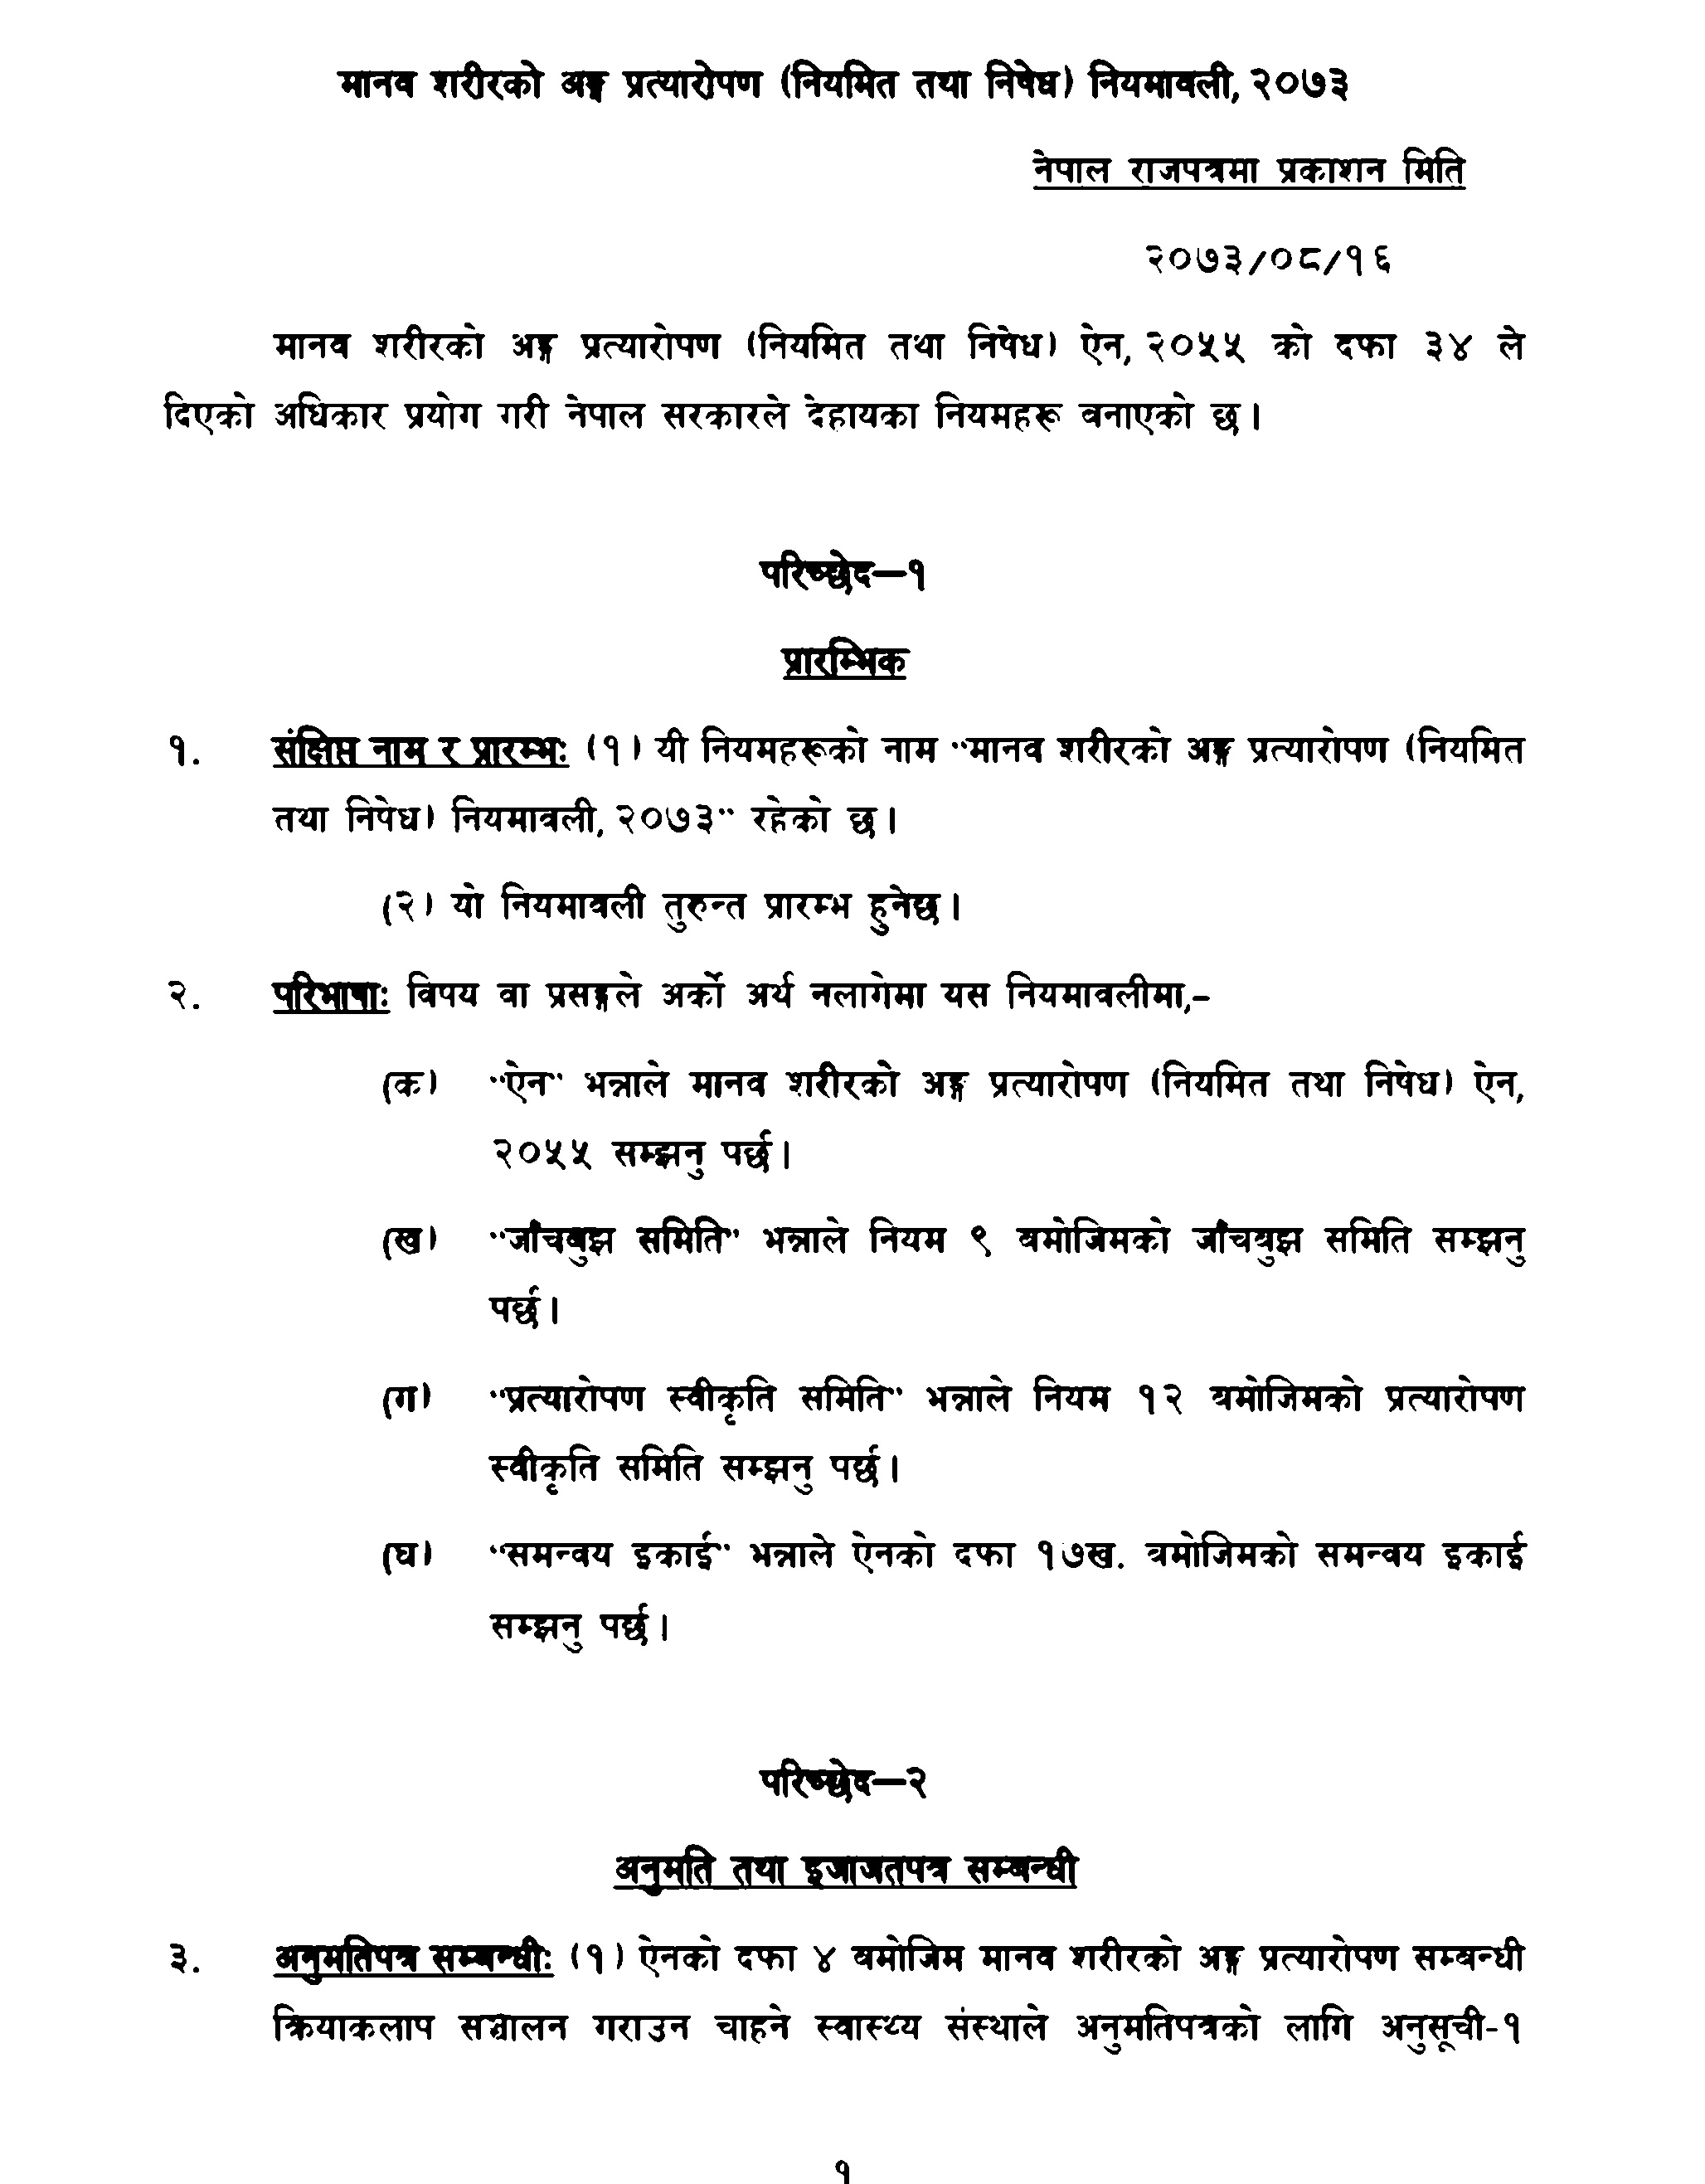 मानव शरीरको अङ्ग प्रत्यारोपण (नियमित तथा निषेध) नियमावली, २०७३
नेपाल राजपत्रमा प्रकाशन मिति
२०७३/०८/१६
मानव शरीरको अङ्ग प्रत्यारोपण (नियमित तथा निषेध) ऐन, २०५५ को दफा ३४ ले
दिएको अधिकार प्रयोग गरी नेपाल सरकारले देहायका नियमहरू बनाएको छ।
परिच्छेद–१
प्रारम्भिक
१. संक्षिप्त नाम र प्रारम्भः (१) यी नियमहरूको नाम "मानव शरीरको अङ्ग प्रत्यारोपण (नियमित
तथा निषेध) नियमावली, २०७३" रहेको छ।
(२) यो नियमावली तुरुन्त प्रारम्भ हुनेछ।
२. परिभाषाः विषय वा प्रसङ्गले अर्को अर्थ नलागेमा यस नियमावलीमा,-
(क) "ऐन" भन्नाले मानव शरीरको अङ्ग प्रत्यारोपण (नियमित तथा निषेध) ऐन,
२०५५ सम्झनु पर्छ।
(ख) "जाँचबुझ समिति" भन्नाले नियम ९ बमोजिमको जाँचबुझ समिति सम्झनु
पर्छ।
(ग) "प्रत्यारोपण स्वीकृति समिति" भन्नाले नियम १२ बमोजिमको प्रत्यारोपण
स्वीकृति समिति सम्झनु पर्छ।
(घ) "समन्वय इकाई" भन्नाले ऐनको दफा १७ख. बमोजिमको समन्वय इकाई
सम्झनु पर्छ।
परिच्छेद–२
अनुमति तथा इजाजतपत्र सम्बन्धी
३. अनुमतिपत्र सम्बन्धीः (१) ऐनको दफा ४ बमोजिम मानव शरीरको अङ्ग प्रत्यारोपण सम्बन्धी
क्रियाकलाप सञ्चालन गराउन चाहने स्वास्थ्य संस्थाले अनुमतिपत्रको लागि अनुसूची-१
१